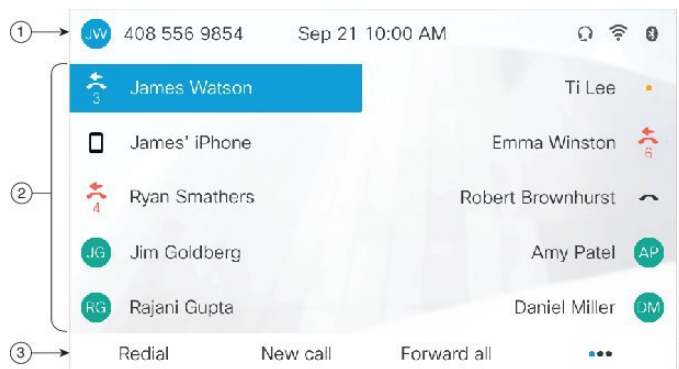 1 JW 408 556 9854 Sep 21 10:00 AM
2
3 James Watson Ti Lee
James' iPhone Emma Winston 6
4 Ryan Smathers Robert Brownhurst
JG Jim Goldberg Amy Patel AP
RG Rajani Gupta Daniel Miller DM
3 Redial New call Forward all